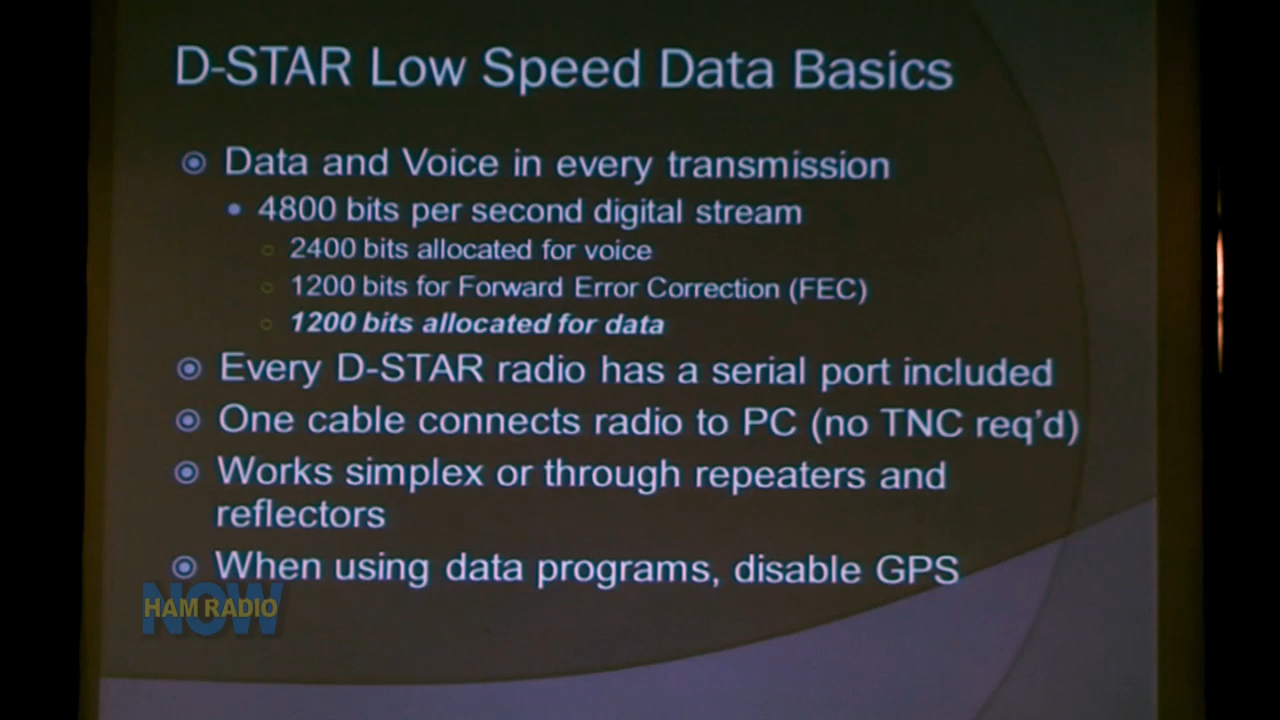 D-STAR Low Speed Data Basics
Data and Voice in every transmission
4800 bits per second digital stream
2400 bits allocated for voice
1200 bits for Forward Error Correction (FEC)
1200 bits allocated for data
Every D-STAR radio has a serial port included
One cable connects radio to PC (no TNC req'd)
Works simplex or through repeaters and
reflectors
When using data programs, disable GPS
HAM RADIO
NOW